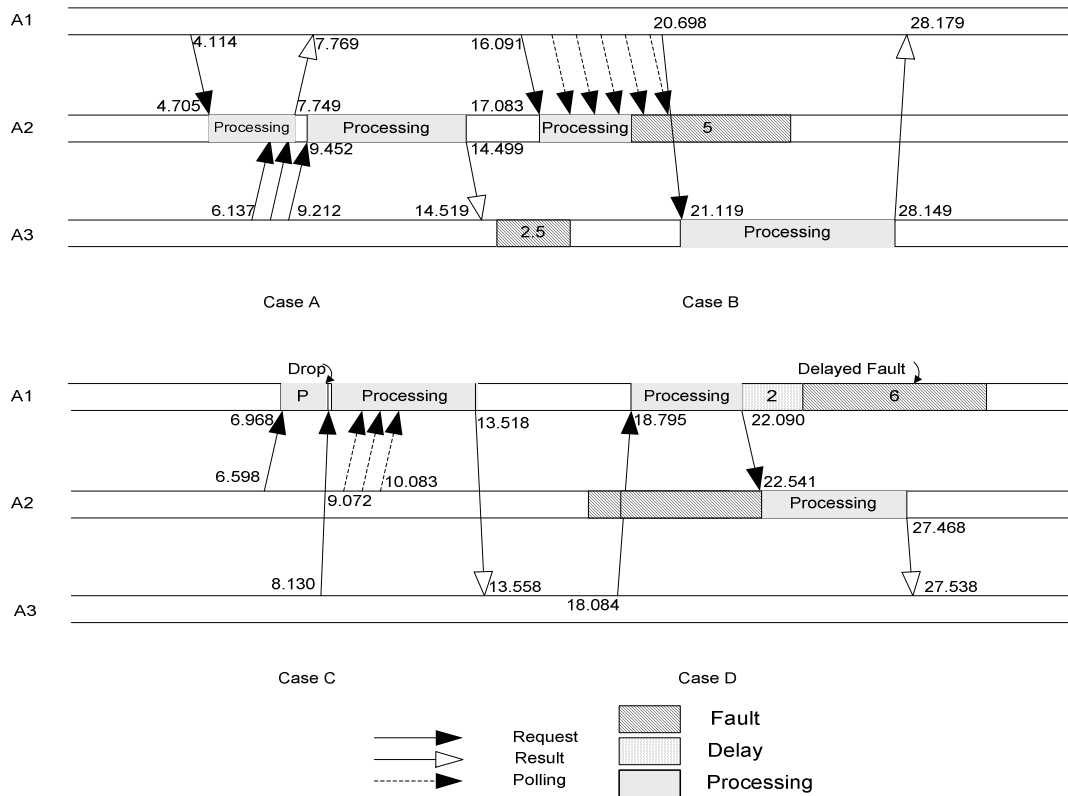 A1
20.698
28.179
4.114
7.769
16.091
4.705
7.749
17.083
A2
Processing
Processing
Processing
5
9.452
14.499
6.137
9.212
14.519
21.119
28.149
A3
2.5
Processing
Case A
Case B
Drop
Delayed Fault
A1
P
Processing
Processing
2
6
6.968
13.518
18.795
22.090
6.598
10.083
22.541
A2
9.072
Processing
27.468
8.130
13.558
27.538
18.084
A3
Case C
Case D
Request
Fault
Result
Delay
Polling
Processing